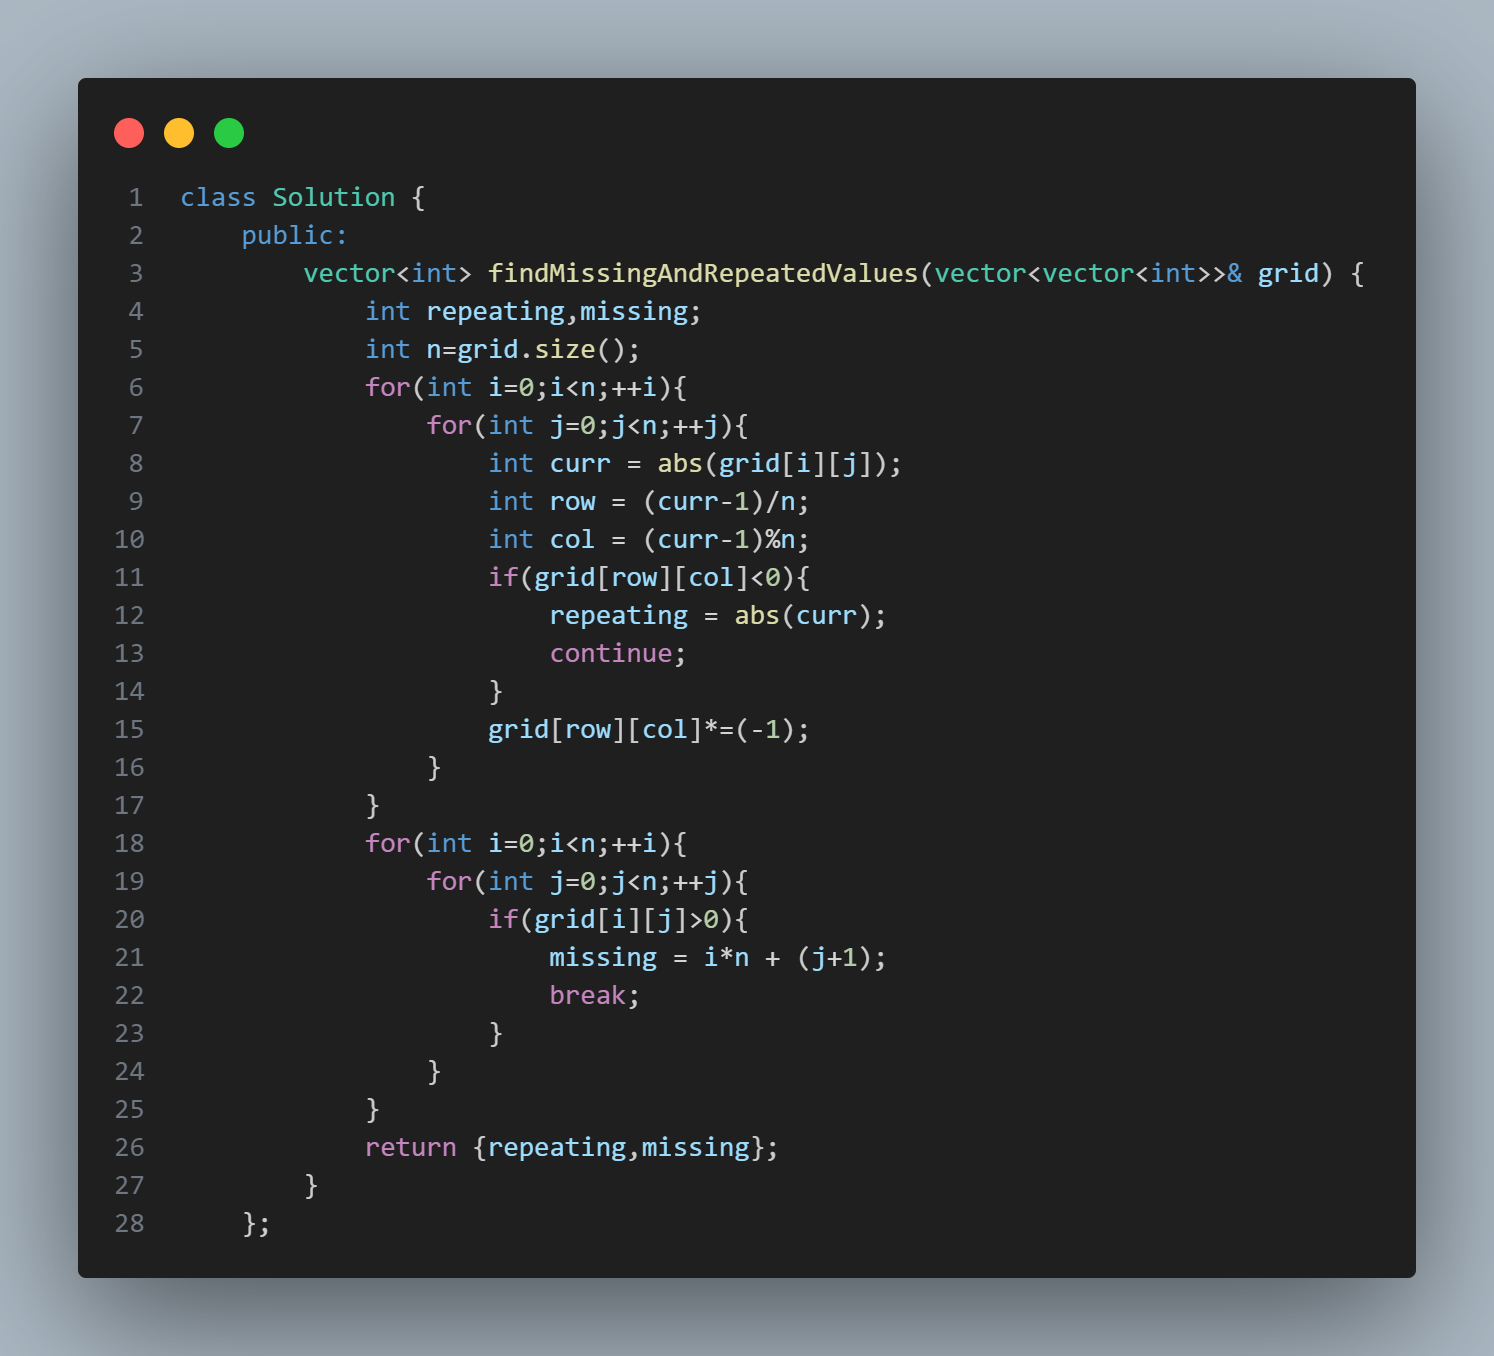 1 class Solution {
2     public:
3         vector<int> findMissingAndRepeatedValues(vector<vector<int>>& grid) {
4             int repeating,missing;
5             int n=grid.size();
6             for(int i=0;i<n;++i){
7                 for(int j=0;j<n;++j){
8                     int curr = abs(grid[i][j]);
9                     int row = (curr-1)/n;
10                     int col = (curr-1)%n;
11                     if(grid[row][col]<0){
12                         repeating = abs(curr);
13                         continue;
14                     }
15                     grid[row][col]*=(-1);
16                 }
17             }
18             for(int i=0;i<n;++i){
19                 for(int j=0;j<n;++j){
20                     if(grid[i][j]>0){
21                         missing = i*n + (j+1);
22                         break;
23                     }
24                 }
25             }
26             return {repeating,missing};
27         }
28     };